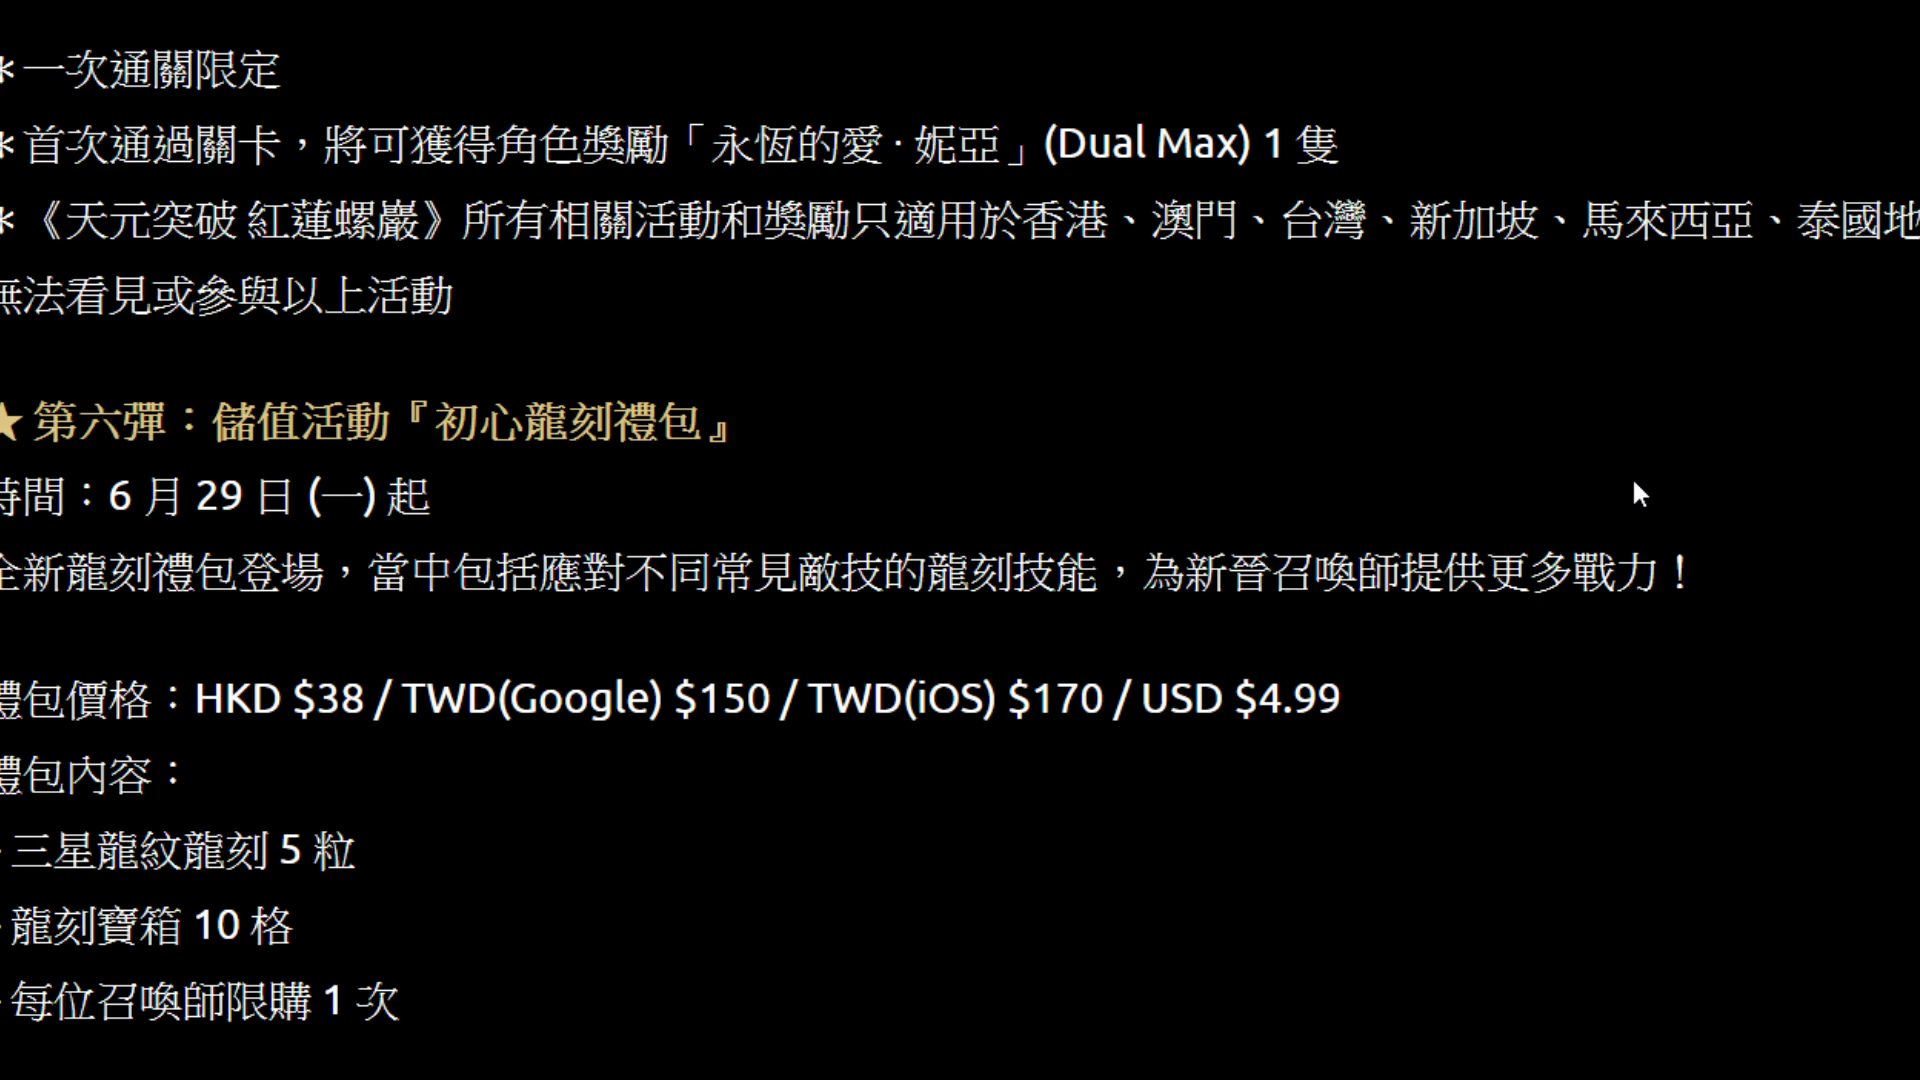 *一次通關限定
*首次通過關卡，將可獲得角色獎勵「永恆的愛 · 妮亞」(Dual Max) 1 隻
*《天元突破 紅蓮螺巖》所有相關活動和獎勵只適用於香港、澳門、台灣、新加坡、馬來西亞、泰國地
無法看見或參與以上活動
★ 第六彈：儲值活動『初心龍刻禮包』
時間：6 月 29 日 (一) 起
全新龍刻禮包登場，當中包括應對不同常見敵技的龍刻技能，為新晉召喚師提供更多戰力！
禮包價格：HKD $38 / TWD(Google) $150 / TWD(iOS) $170 / USD $4.99
禮包內容：
三星龍紋龍刻 5 粒
龍刻寶箱 10 格
每位召喚師限購 1 次